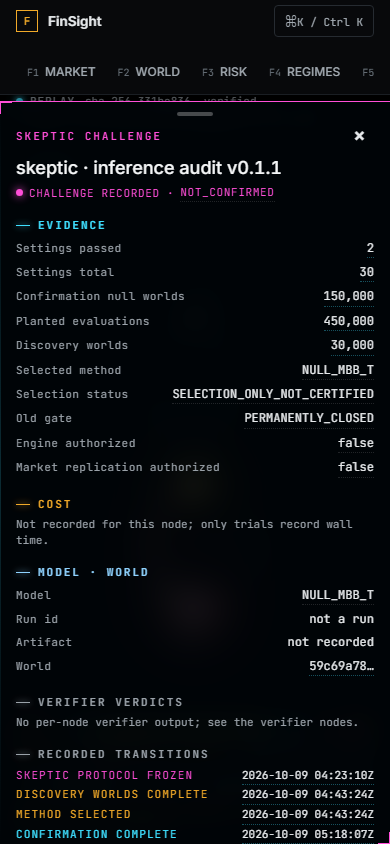 F FinSight ⌘K / Ctrl K
F1 MARKET F2 WORLD F3 RISK F4 REGIMES F5
REPLAY sha 256 331be836 verified
SKEPTIC CHALLENGE ×
skeptic · inference audit v0.1.1
CHALLENGE RECORDED · NOT_CONFIRMED
EVIDENCE
Settings passed 2
Settings total 30
Confirmation null worlds 150,000
Planted evaluations 450,000
Discovery worlds 30,000
Selected method NULL_MBB_T
Selection status SELECTION_ONLY_NOT_CERTIFIED
Old gate PERMANENTLY_CLOSED
Engine authorized false
Market replication authorized false
COST
Not recorded for this node; only trials record wall
time.
MODEL · WORLD
Model NULL_MBB_T
Run id not a run
Artifact not recorded
World 59c69a78…
VERIFIER VERDICTS
No per-node verifier output; see the verifier nodes.
RECORDED TRANSITIONS
SKEPTIC PROTOCOL FROZEN 2026-10-09 04:23:10Z
DISCOVERY WORLDS COMPLETE 2026-10-09 04:43:24Z
METHOD SELECTED 2026-10-09 04:43:24Z
CONFIRMATION COMPLETE 2026-10-09 05:18:07Z